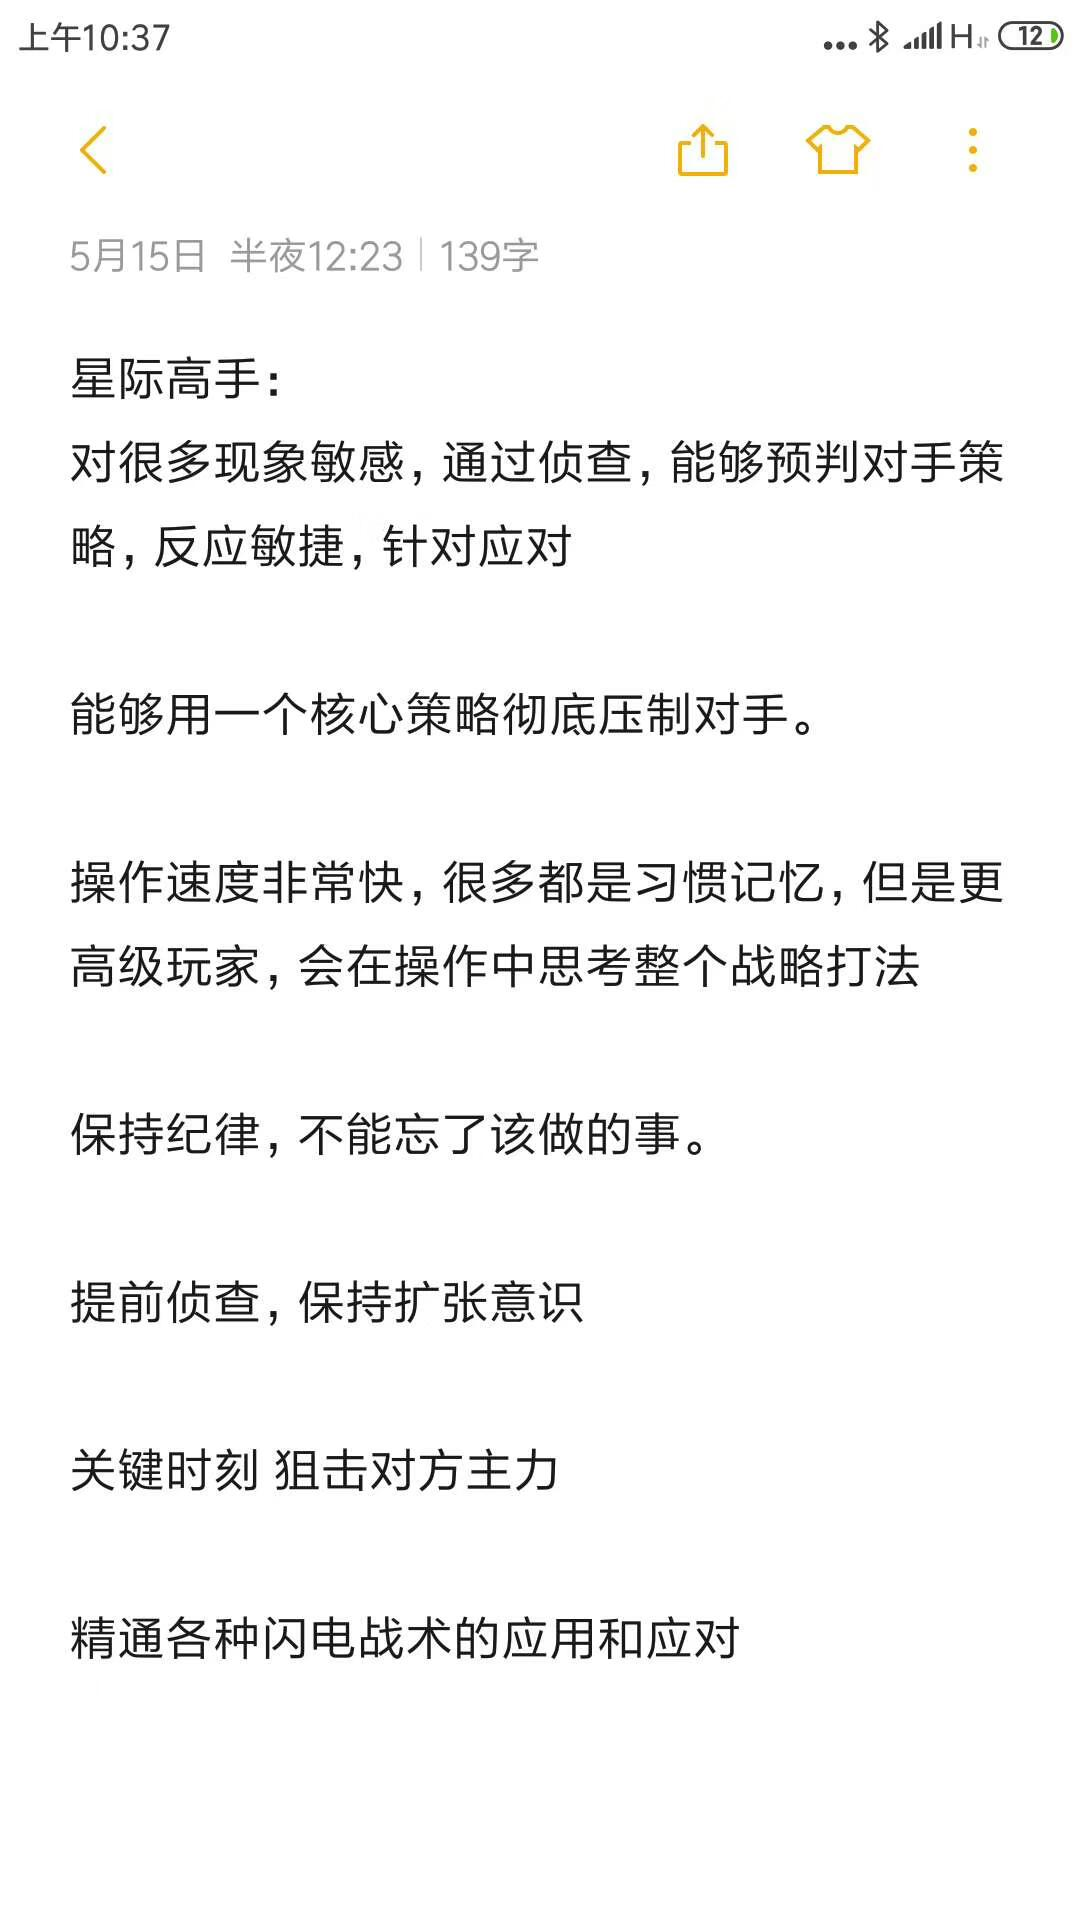 上午10:37
H
12
5月15日 半夜12:23 | 139字
星际高手：
对很多现象敏感，通过侦查，能够预判对手策
略，反应敏捷，针对应对
能够用一个核心策略彻底压制对手。
操作速度非常快，很多都是习惯记忆，但是更
高级玩家，会在操作中思考整个战略打法
保持纪律，不能忘了该做的事。
提前侦查，保持扩张意识
关键时刻 狙击对方主力
精通各种闪电战术的应用和应对